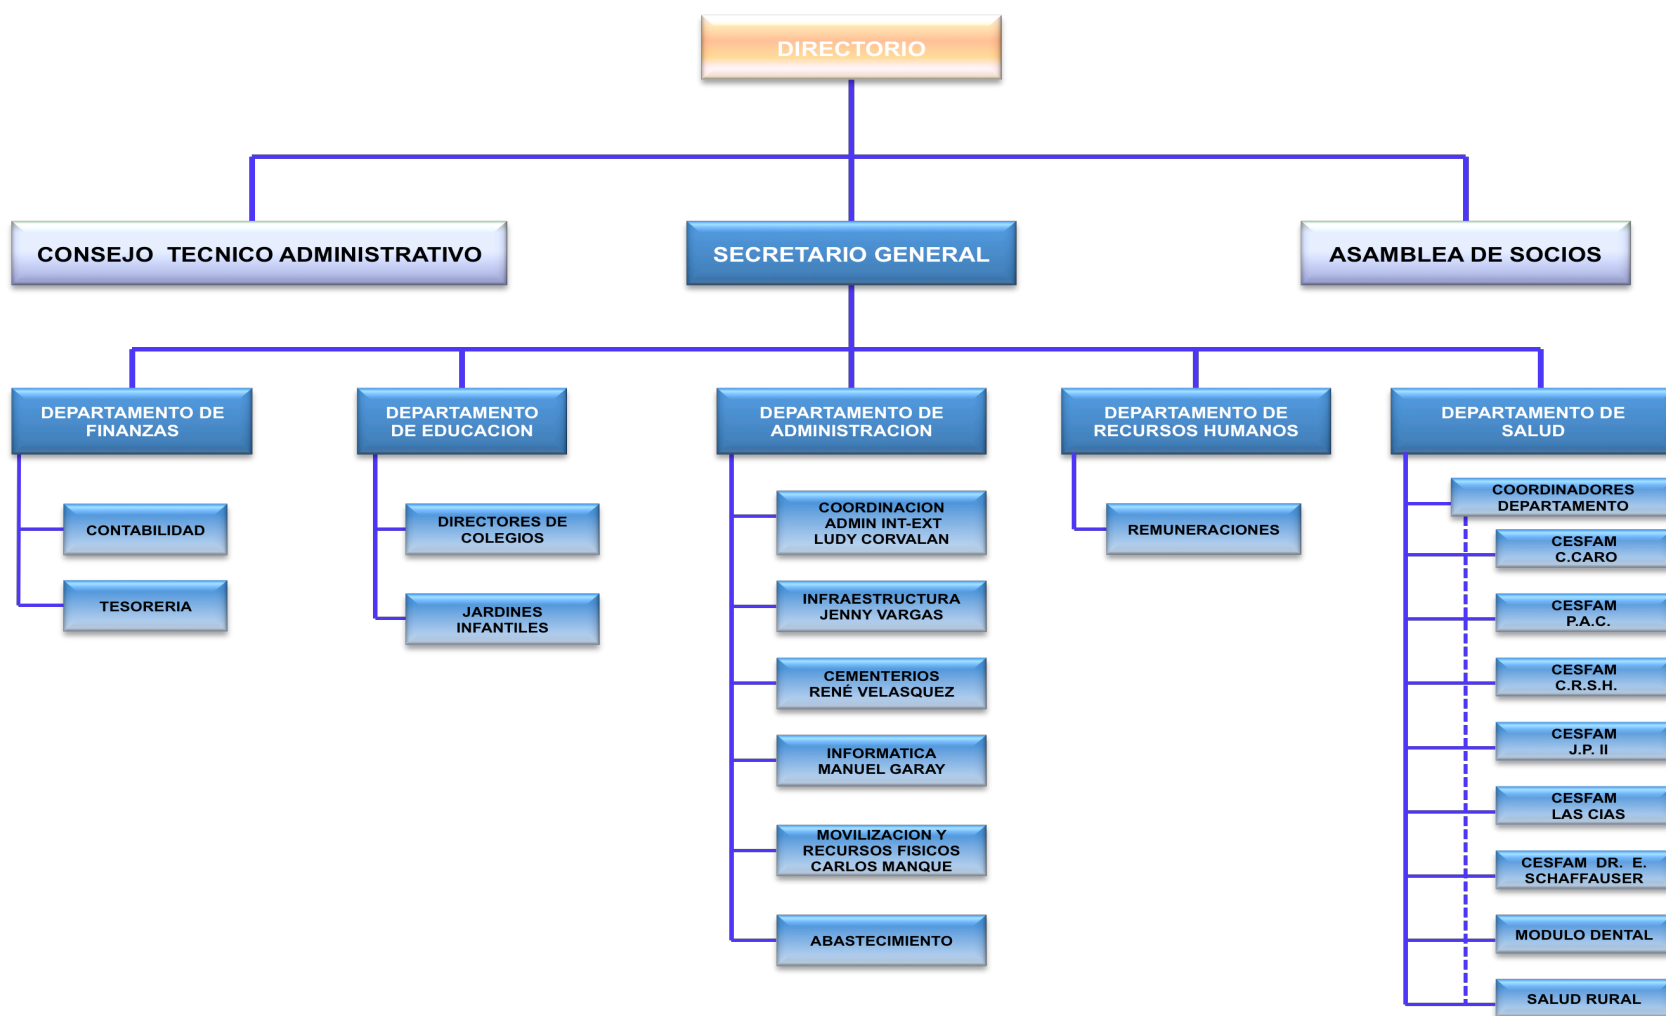 DIRECTORIO
CONSEJO TECNICO ADMINISTRATIVO
SECRETARIO GENERAL
ASAMBLEA DE SOCIOS
DEPARTAMENTO DE
FINANZAS
CONTABILIDAD
TESORERIA
DEPARTAMENTO
DE EDUCACION
DIRECTORES DE
COLEGIOS
JARDINES
INFANTILES
DEPARTAMENTO DE
ADMINISTRACION
COORDINACION
ADMIN INT-EXT
LUDY CORVALAN
INFRAESTRUCTURA
JENNY VARGAS
CEMENTERIOS
RENÉ VELASQUEZ
INFORMATICA
MANUEL GARAY
MOVILIZACION Y
RECURSOS FISICOS
CARLOS MANQUE
ABASTECIMIENTO
DEPARTAMENTO DE
RECURSOS HUMANOS
REMUNERACIONES
DEPARTAMENTO DE
SALUD
COORDINADORES
DEPARTAMENTO
CESFAM
C.CARO
CESFAM
P.A.C.
CESFAM
C.R.S.H.
CESFAM
J.P. II
CESFAM
LAS CIAS
CESFAM DR. E.
SCHAFFAUSER
MODULO DENTAL
SALUD RURAL